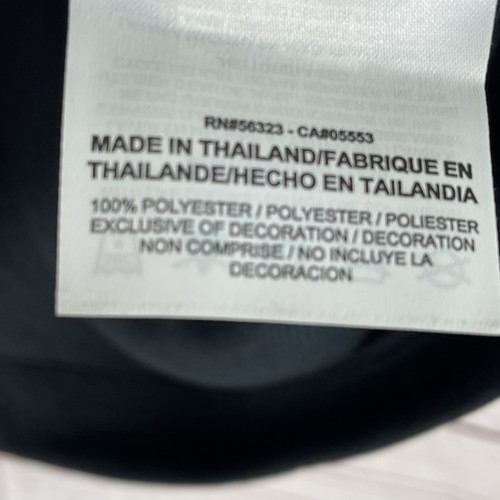 RN#56323 - CA#05553
MADE IN THAILAND/FABRIQUE EN
THAILANDE/HECHO EN TAILANDIA
100% POLYESTER / POLYESTER / POLIESTER
EXCLUSIVE OF DECORATION / DECORATION
NON COMPRISE / NO INCLUYE LA
DECORACION